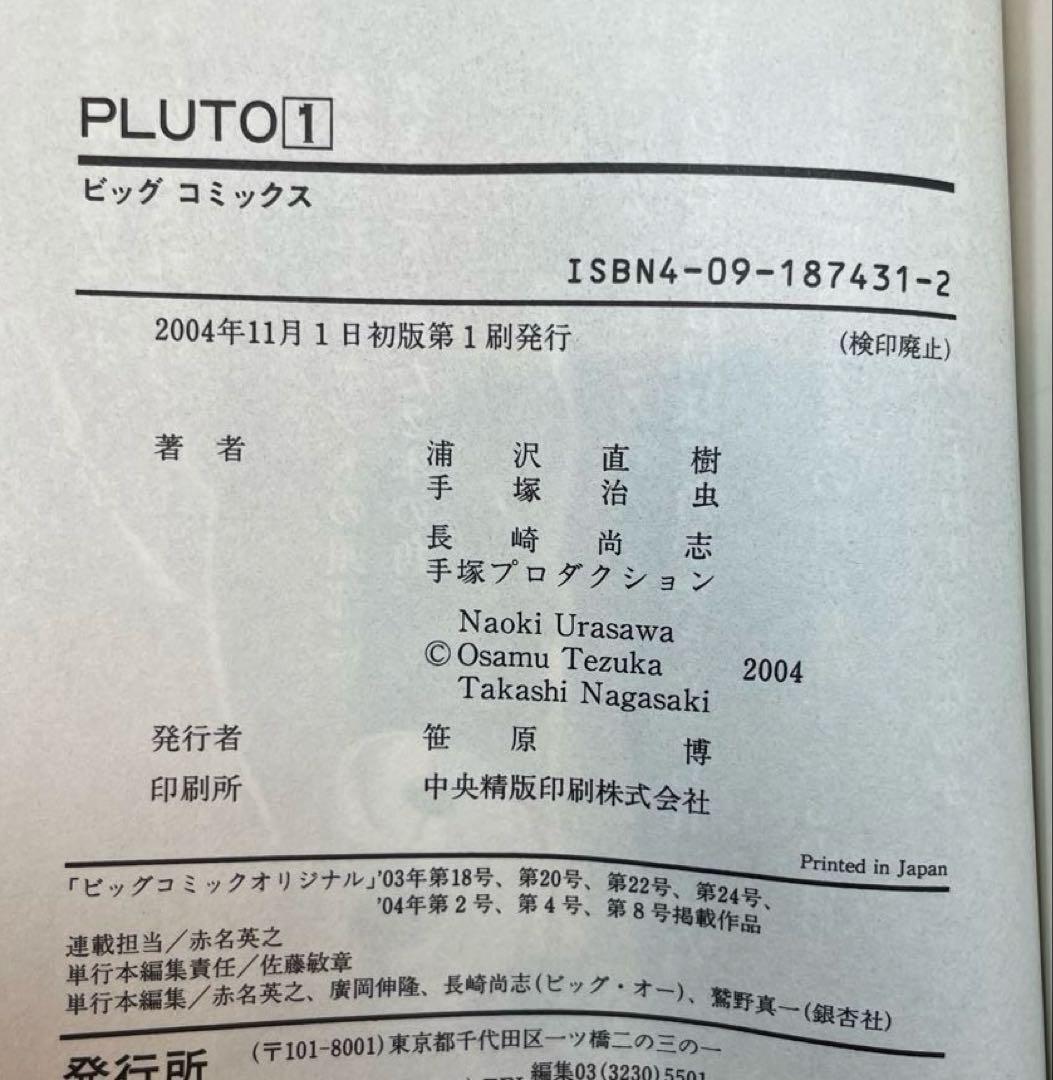 PLUTO 1
ビッグ コミックス
ISBN4-09-187431-2
2004年11月1日初版第1刷発行 (検印廃止)
著 者 浦 沢 直 樹
手 塚 治 虫
長 崎 尚 志
手塚プロダクション
Naoki Urasawa
©Osamu Tezuka 2004
Takashi Nagasaki
発行者 笹 原 博
印刷所 中央精版印刷株式会社
Printed in Japan
「ビッグコミックオリジナル」'03年第18号、第20号、第22号、第24号、
'04年第2号、第4号、第8号掲載作品
連載担当/赤名英之
単行本編集責任/佐藤敏章
単行本編集/赤名英之、廣岡伸隆、長崎尚志(ビッグ・オー)、鷲野真一(銀杏社)
発行所 (〒101-8001)東京都千代田区一ツ橋二の三の一
編集03(3230)5501